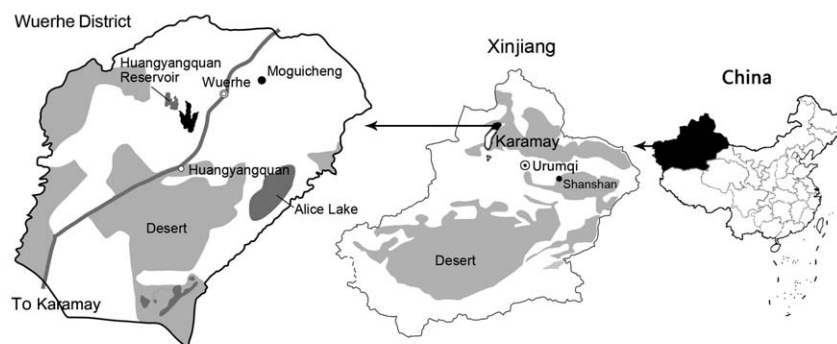 Wuerhe District
Huangyangquan
Reservoir
Wuerhe
Moguicheng
Huangyangquan
Desert
Alice Lake
To Karamay
Xinjiang
Karamay
Urumqi
Shanshan
Desert
China